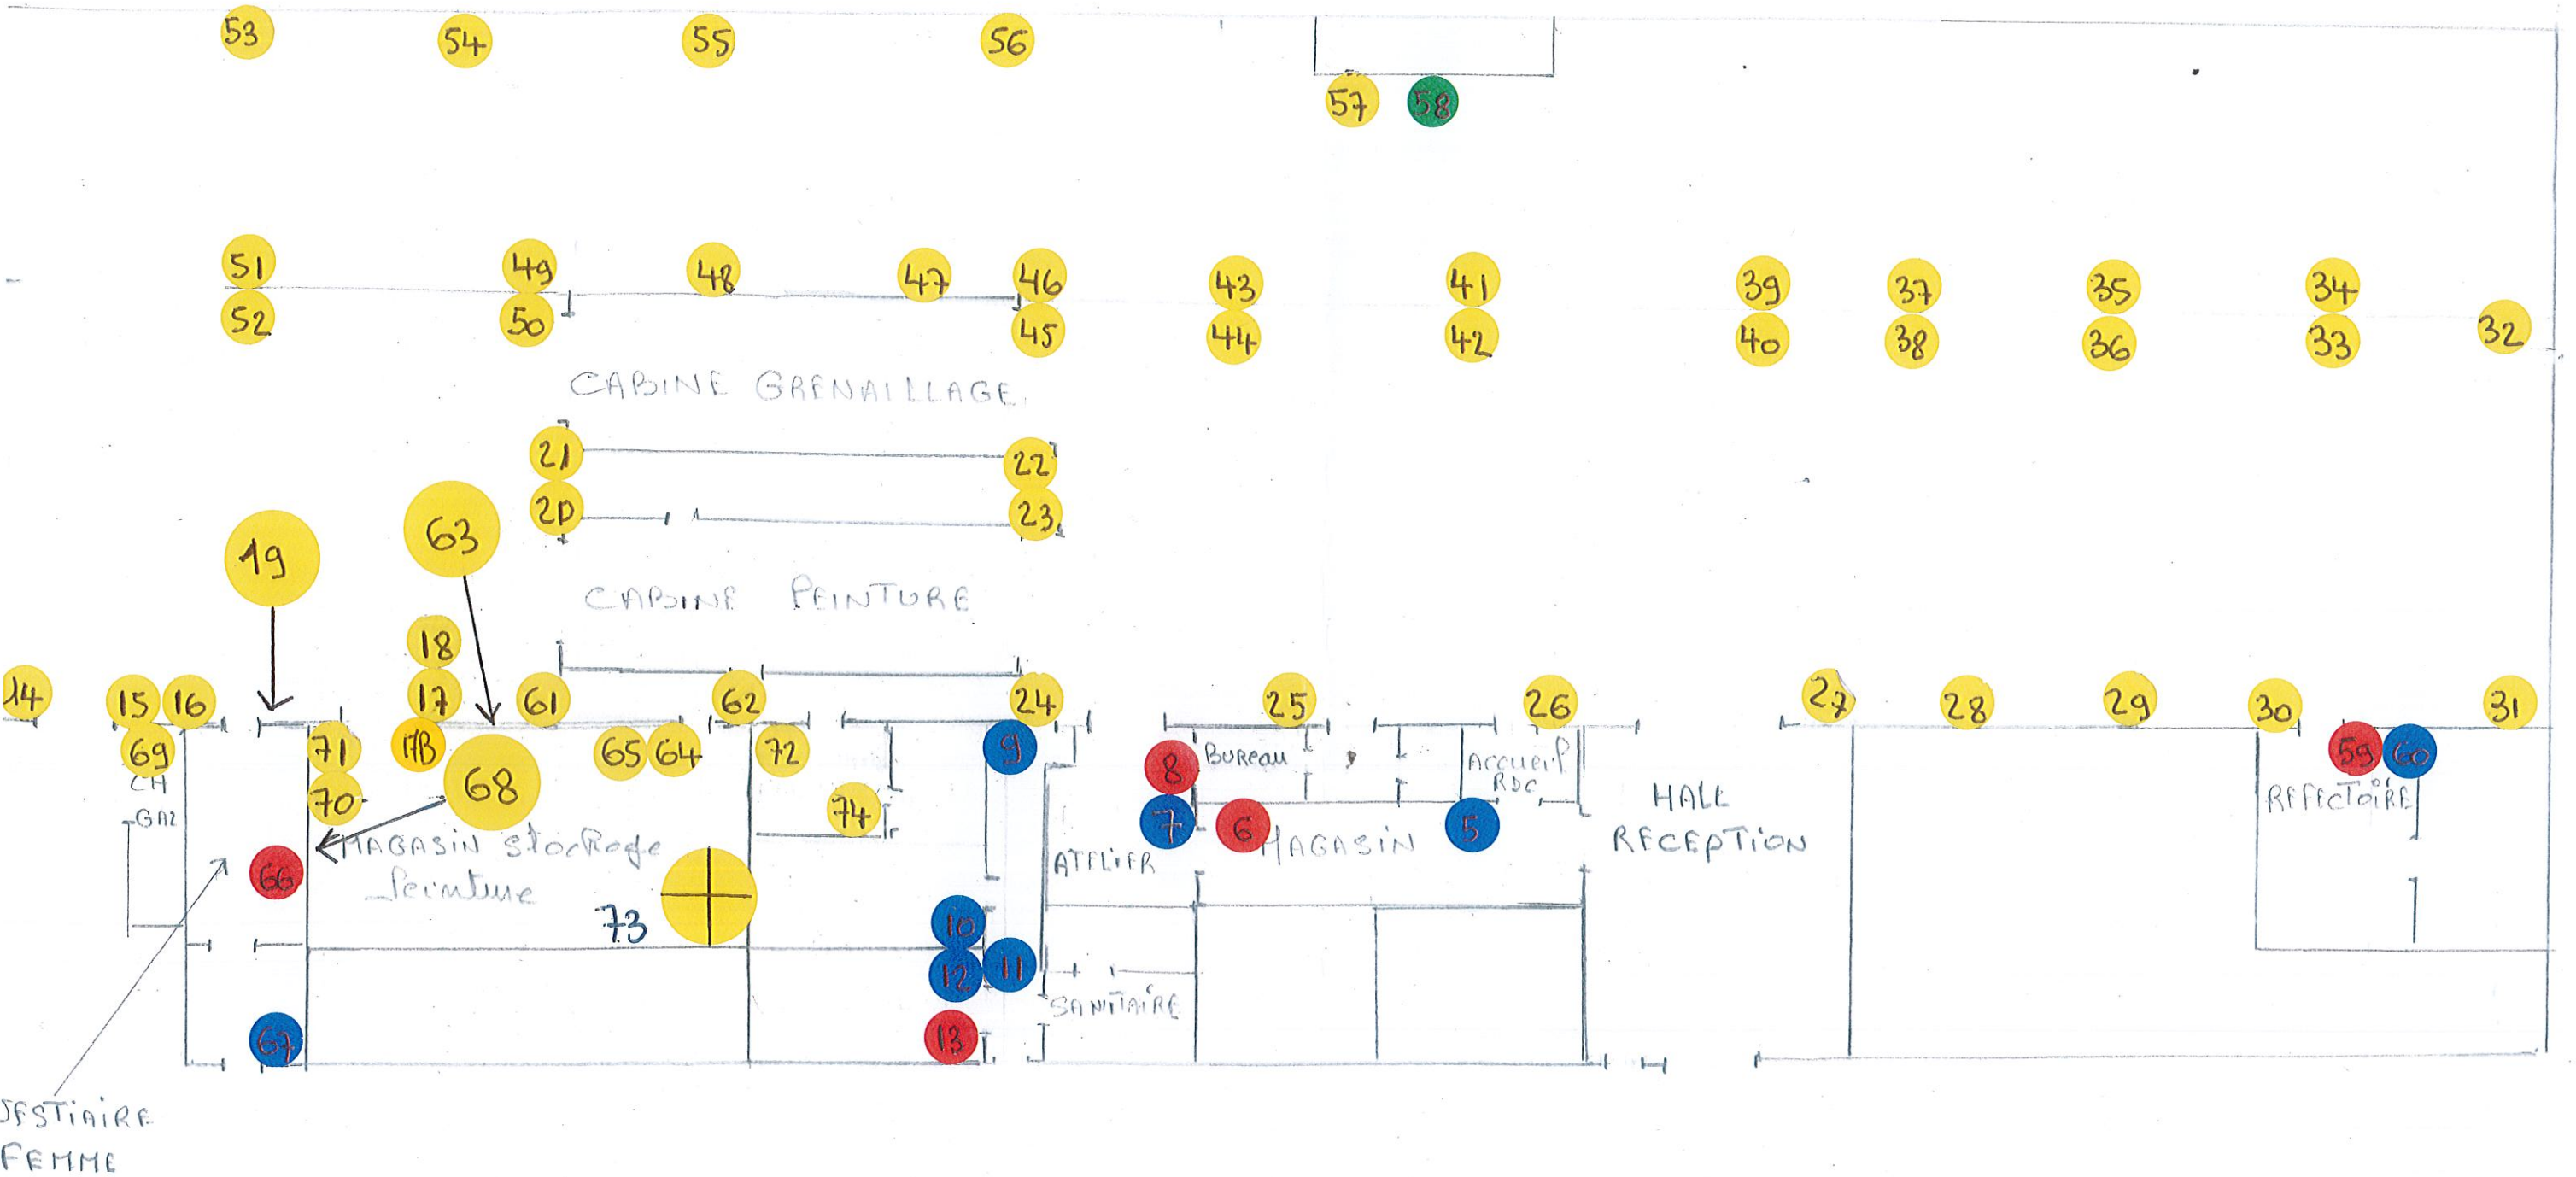 53 54 55 56
57 58
51 49 48 47 46 43 41 39 37 35 34
52 50 45 44 42 40 38 36 33 32
CABINE GRENAILLAGE
21 22
20 23
63
19
CABINE PEINTURE
18
14 15 16 17 61 62 24 25 26 27 28 29 30 31
69 71 17B 65 64 72 9 8 BUREAU ACCUEIL 59 60
RDC
CH 70 68 74 REFECTOIRE
GAZ 7 6 MAGASIN 5 HALL
RECEPTION
66 MAGASIN StockAge ATELIER
Peinture
73 10
12 11
SANITAIRE
67 13
VESTIAIRE
FEMME